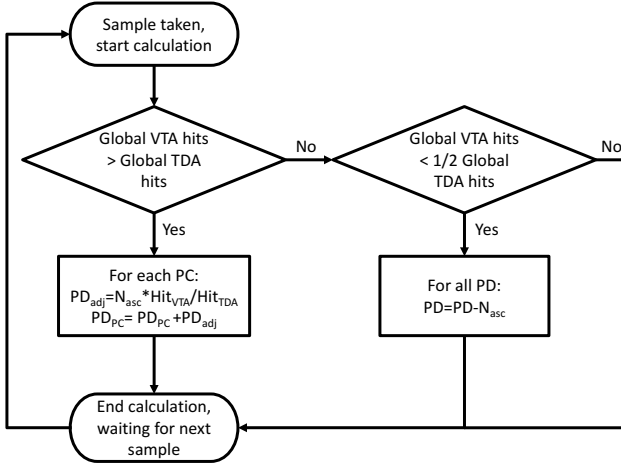 Sample taken,
start calculation
Global VTA hits
> Global TDA
hits
No
Global VTA hits
< 1/2 Global
TDA hits
No
Yes
Yes
For each PC:
PDadj=Nasc*HitVTA/HitTDA
PDPC= PDPC+PDadj
For all PD:
PD=PD-Nasc
End calculation,
waiting for next
sample